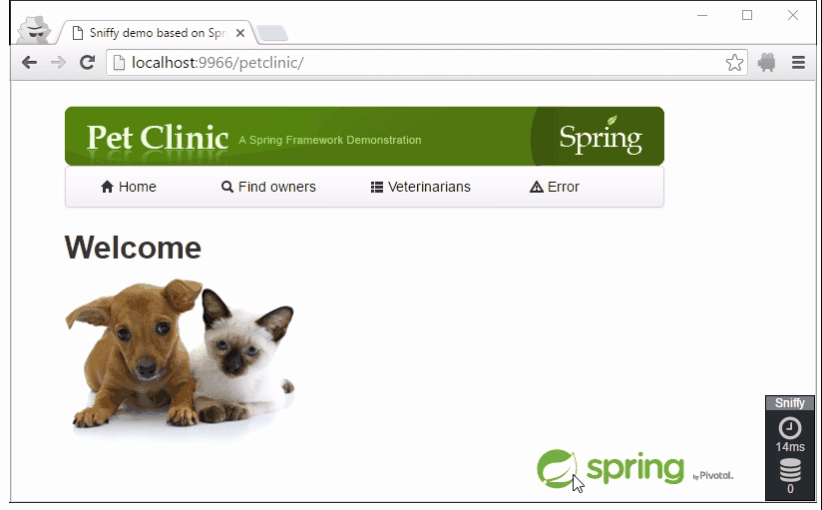 Sniffy demo based on Spr
localhost:9966/petclinic/
Pet Clinic A Spring Framework Demonstration Spring
Home Find owners Veterinarians Error
Welcome
Sniffy
14ms
0
spring by Pivotal.